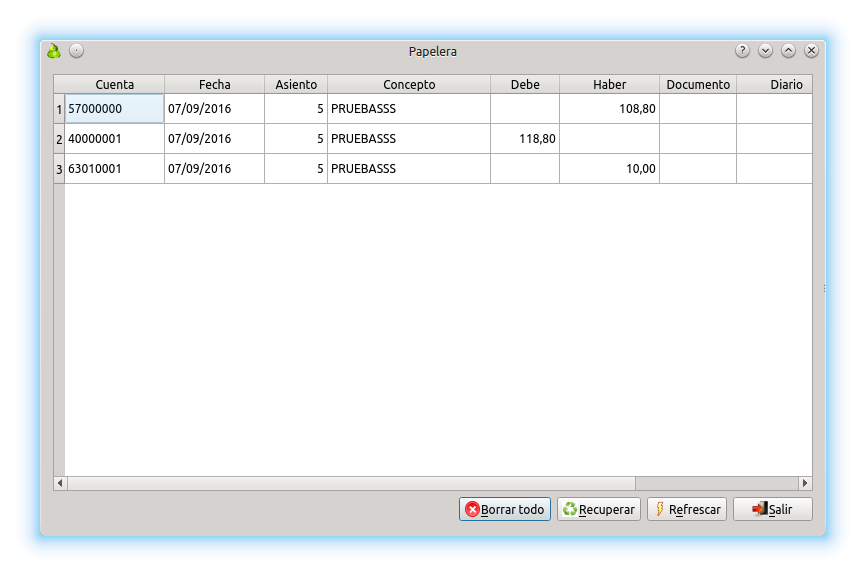 Papelera
Cuenta Fecha Asiento Concepto Debe Haber Documento Diario
1 57000000 07/09/2016 5 PRUEBASSS 108,80
2 40000001 07/09/2016 5 PRUEBASSS 118,80
3 63010001 07/09/2016 5 PRUEBASSS 10,00
Borrar todo Recuperar Refrescar Salir